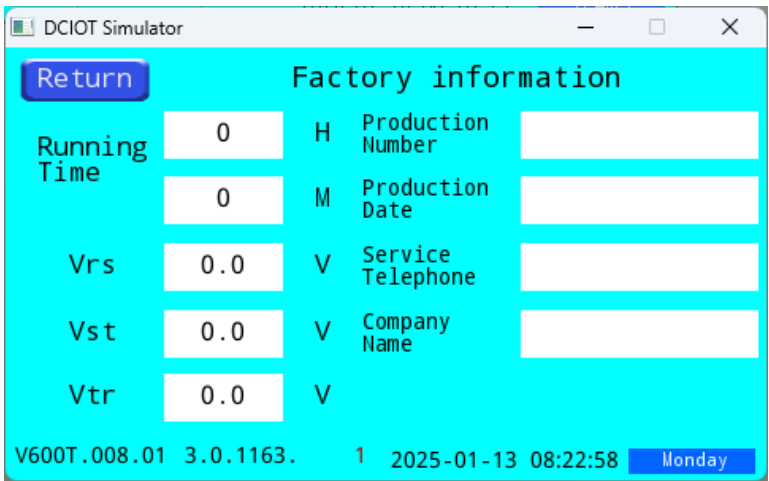 DCIOT Simulator
Return
Factory information
Running
Time
0
H
Production
Number
0
M
Production
Date
Vrs
0.0
V
Service
Telephone
Vst
0.0
V
Company
Name
Vtr
0.0
V
V600T.008.01 3.0.1163. 1 2025-01-13 08:22:58 Monday